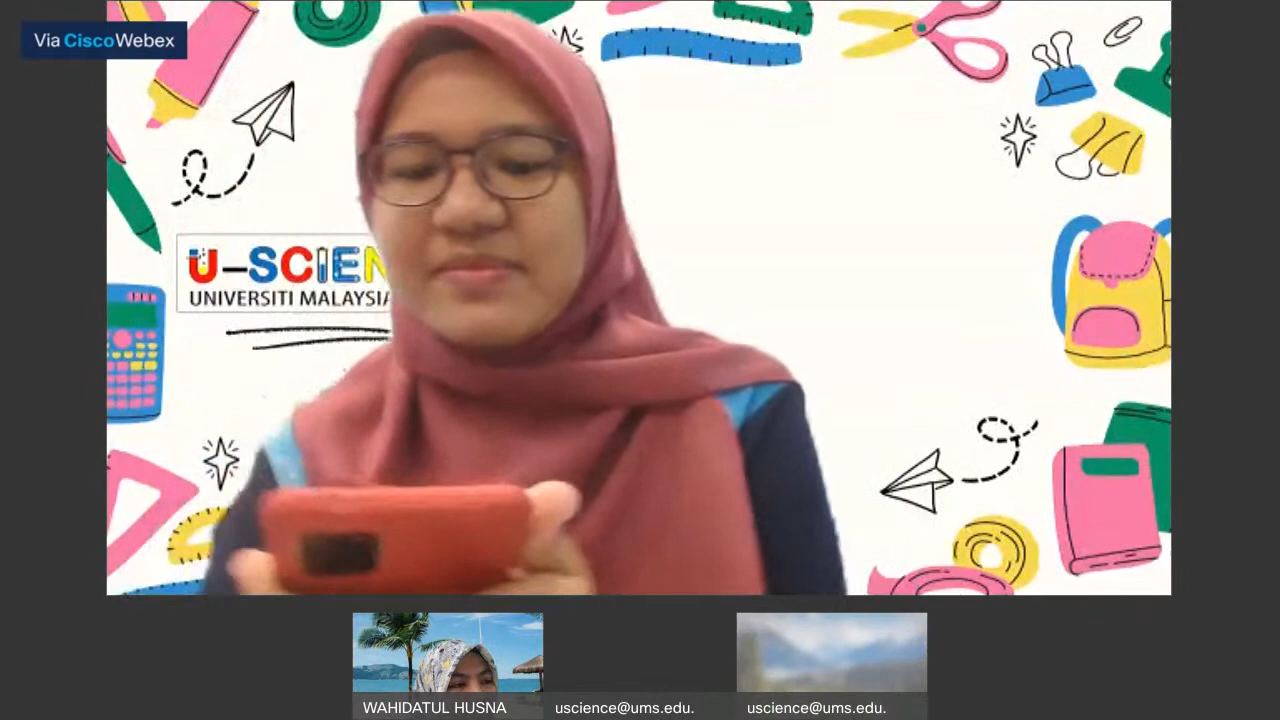 Via CiscoWebex
U-SCIEN
UNIVERSITI MALAYSIA
WAHIDATUL HUSNA
uscience@ums.edu.
uscience@ums.edu.